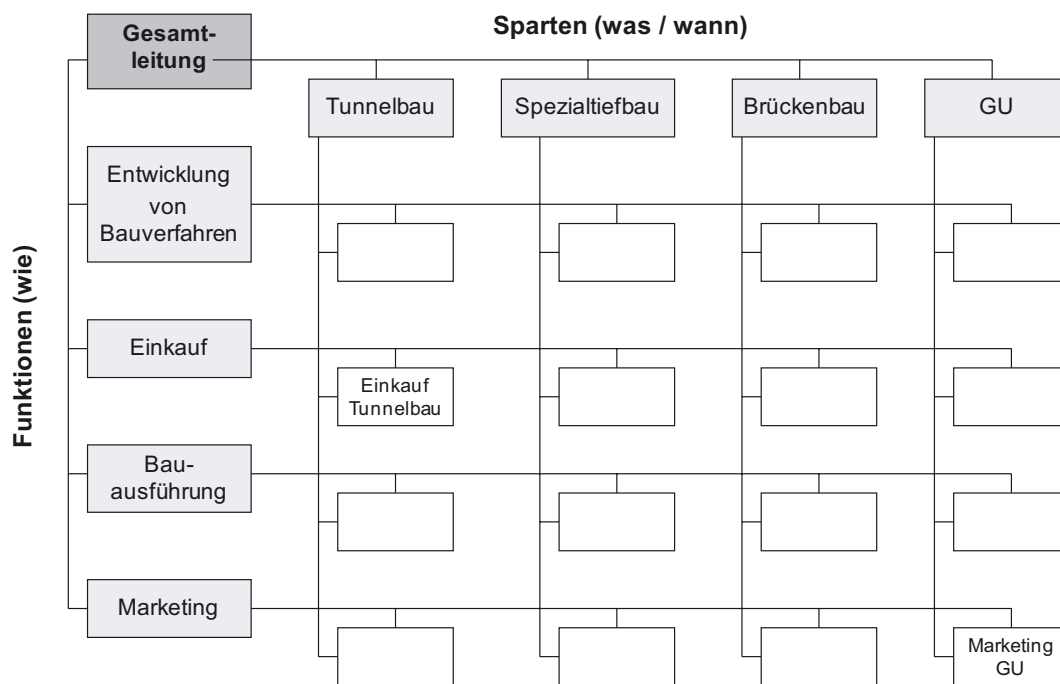 Gesamt-
leitung
Sparten (was / wann)
Tunnelbau
Spezialtiefbau
Brückenbau
GU
Funktionen (wie)
Entwicklung
von
Bauverfahren
Einkauf
Einkauf
Tunnelbau
Bau-
ausführung
Marketing
Marketing
GU